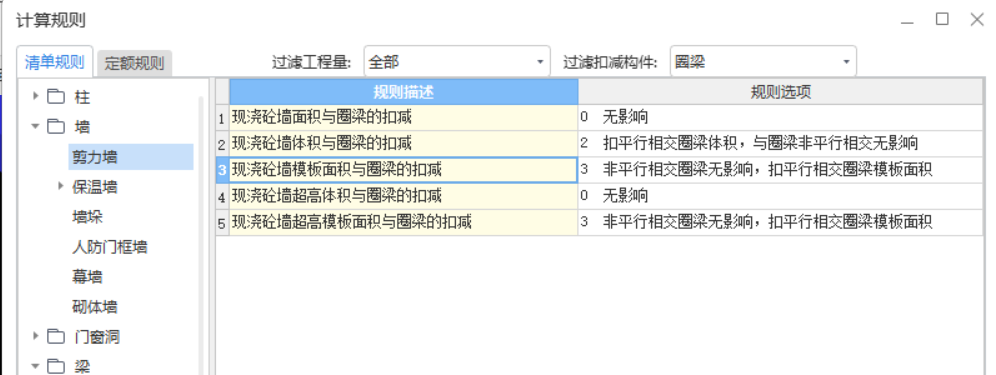 计算规则
清单规则 定额规则 过滤工程量: 全部 过滤扣减构件: 圈梁
柱
墙
剪力墙
保温墙
墙垛
人防门框墙
幕墙
砌体墙
门窗洞
梁
规则描述 规则选项
1 现浇砼墙面积与圈梁的扣减 0 无影响
2 现浇砼墙体积与圈梁的扣减 2 扣平行相交圈梁体积，与圈梁非平行相交无影响
3 现浇砼墙模板面积与圈梁的扣减 3 非平行相交圈梁无影响，扣平行相交圈梁模板面积
4 现浇砼墙超高体积与圈梁的扣减 0 无影响
5 现浇砼墙超高模板面积与圈梁的扣减 3 非平行相交圈梁无影响，扣平行相交圈梁模板面积